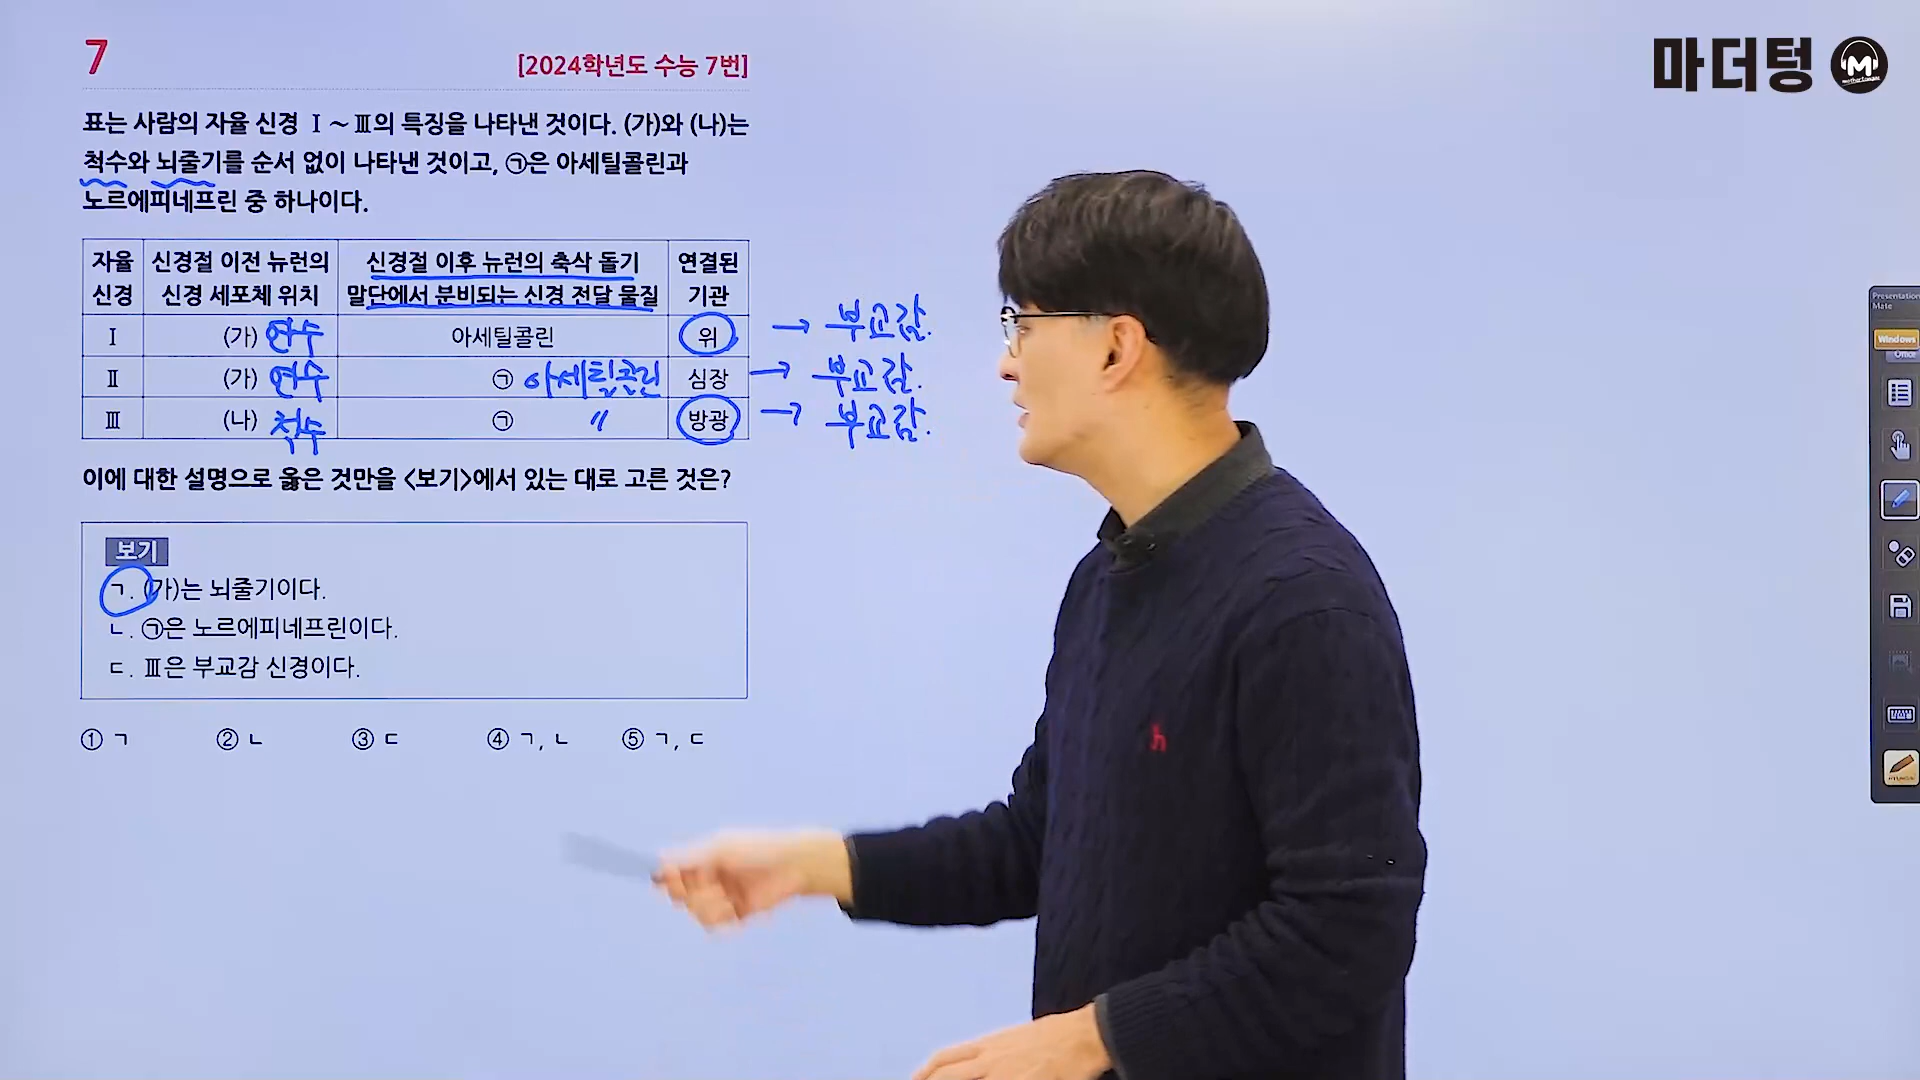 마더텅
7
[2024학년도 수능 7번]
표는 사람의 자율 신경 Ⅰ~Ⅲ의 특징을 나타낸 것이다. (가)와 (나)는
척수와 뇌줄기를 순서 없이 나타낸 것이고, ㉠은 아세틸콜린과
노르에피네프린 중 하나이다.
자율 신경 | 신경절 이전 뉴런의 신경 세포체 위치 | 신경절 이후 뉴런의 축삭 돌기 말단에서 분비되는 신경 전달 물질 | 연결된 기관
Ⅰ (가) 연수 아세틸콜린 위 → 부교감.
Ⅱ (가) 연수 ㉠ 아세틸콜린 심장 → 부교감.
Ⅲ (나) 척수 ㉠ 〃 방광 → 부교감.
이에 대한 설명으로 옳은 것만을 <보기>에서 있는 대로 고른 것은?
보기
ㄱ. (가)는 뇌줄기이다.
ㄴ. ㉠은 노르에피네프린이다.
ㄷ. Ⅲ은 부교감 신경이다.
① ㄱ ② ㄴ ③ ㄷ ④ ㄱ, ㄴ ⑤ ㄱ, ㄷ
Presentation
Mate
Windows
Office